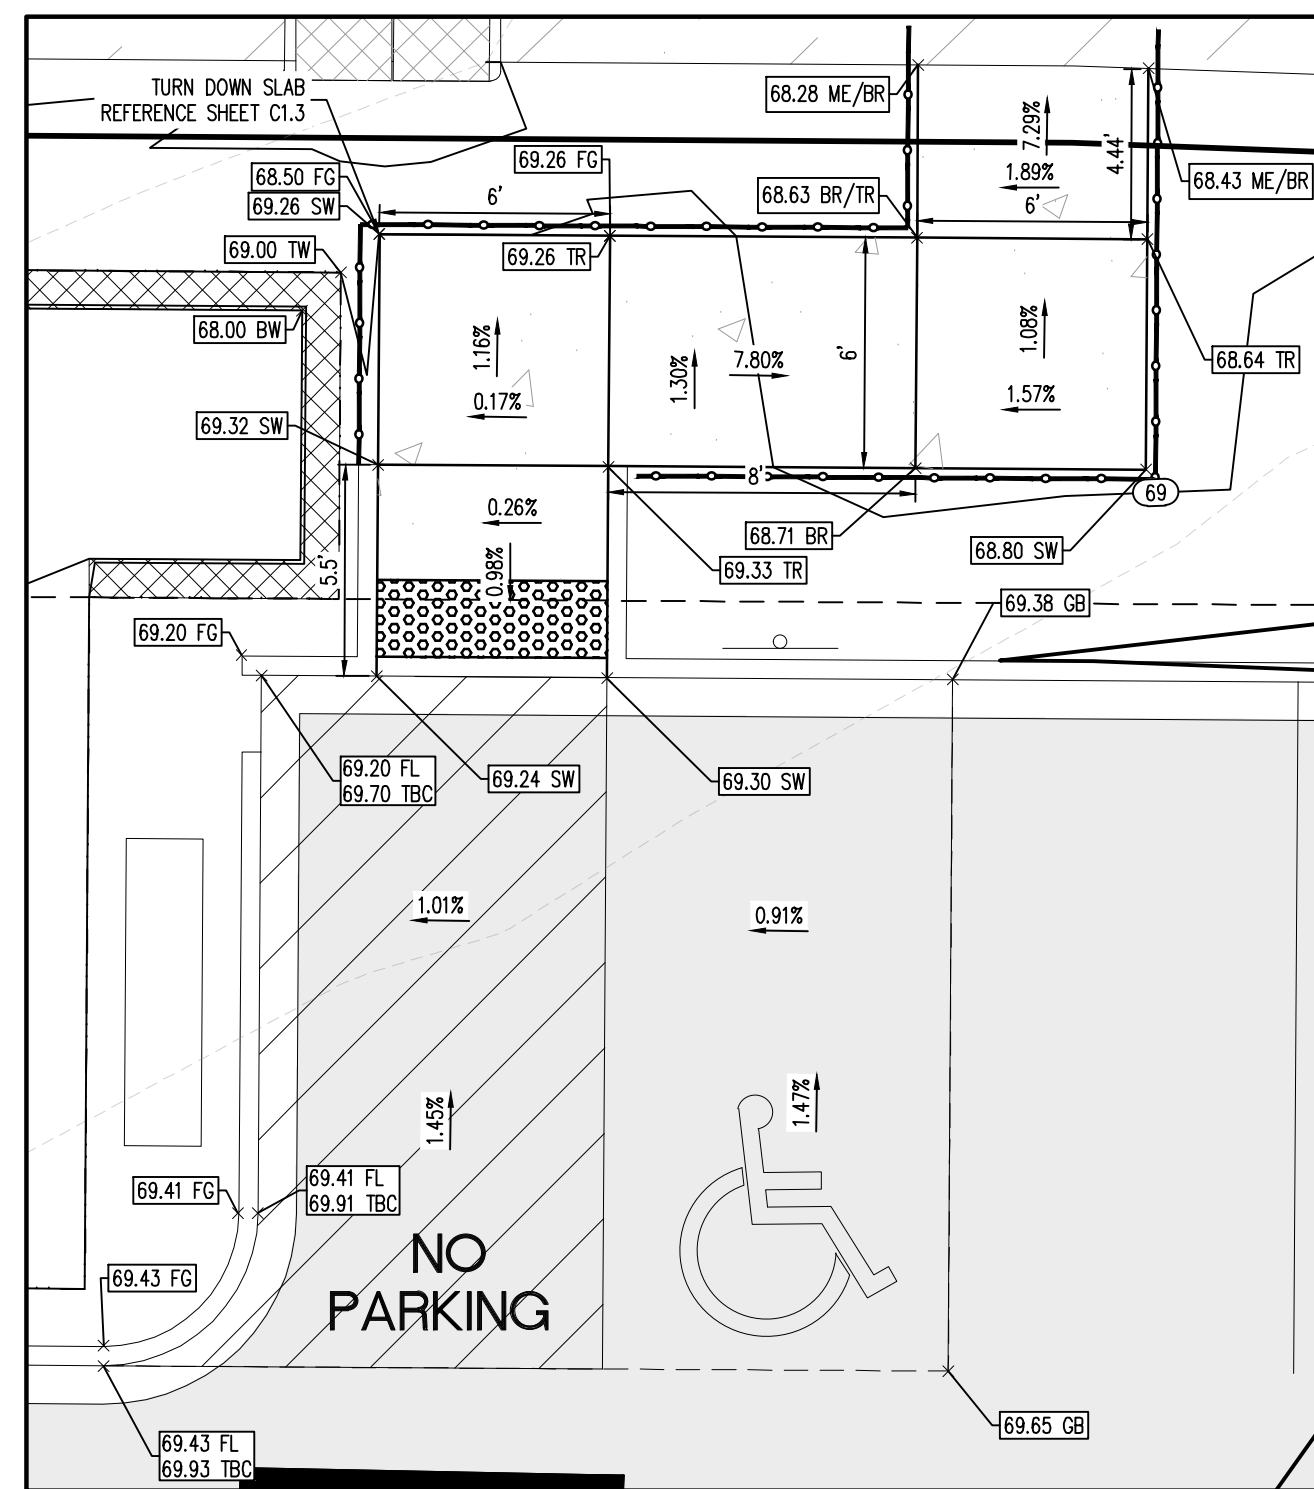 TURN DOWN SLAB
REFERENCE SHEET C1.3
68.28 ME/BR
7.29%
4.44'
69.26 FG
1.89%
68.43 ME/BR
68.50 FG
69.26 SW
6'
68.63 BR/TR
6'
69.00 TW
69.26 TR
68.00 BW
1.16%
1.30%
7.80%
6'
1.08%
68.64 TR
0.17%
1.57%
69.32 SW
8'
69
0.26%
68.71 BR
68.80 SW
5.5'
0.98%
69.33 TR
69.38 GB
69.20 FG
69.20 FL
69.70 TBC
69.24 SW
69.30 SW
1.01%
0.91%
1.45%
1.47%
69.41 FG
69.41 FL
69.91 TBC
NO
PARKING
69.43 FG
69.65 GB
69.43 FL
69.93 TBC